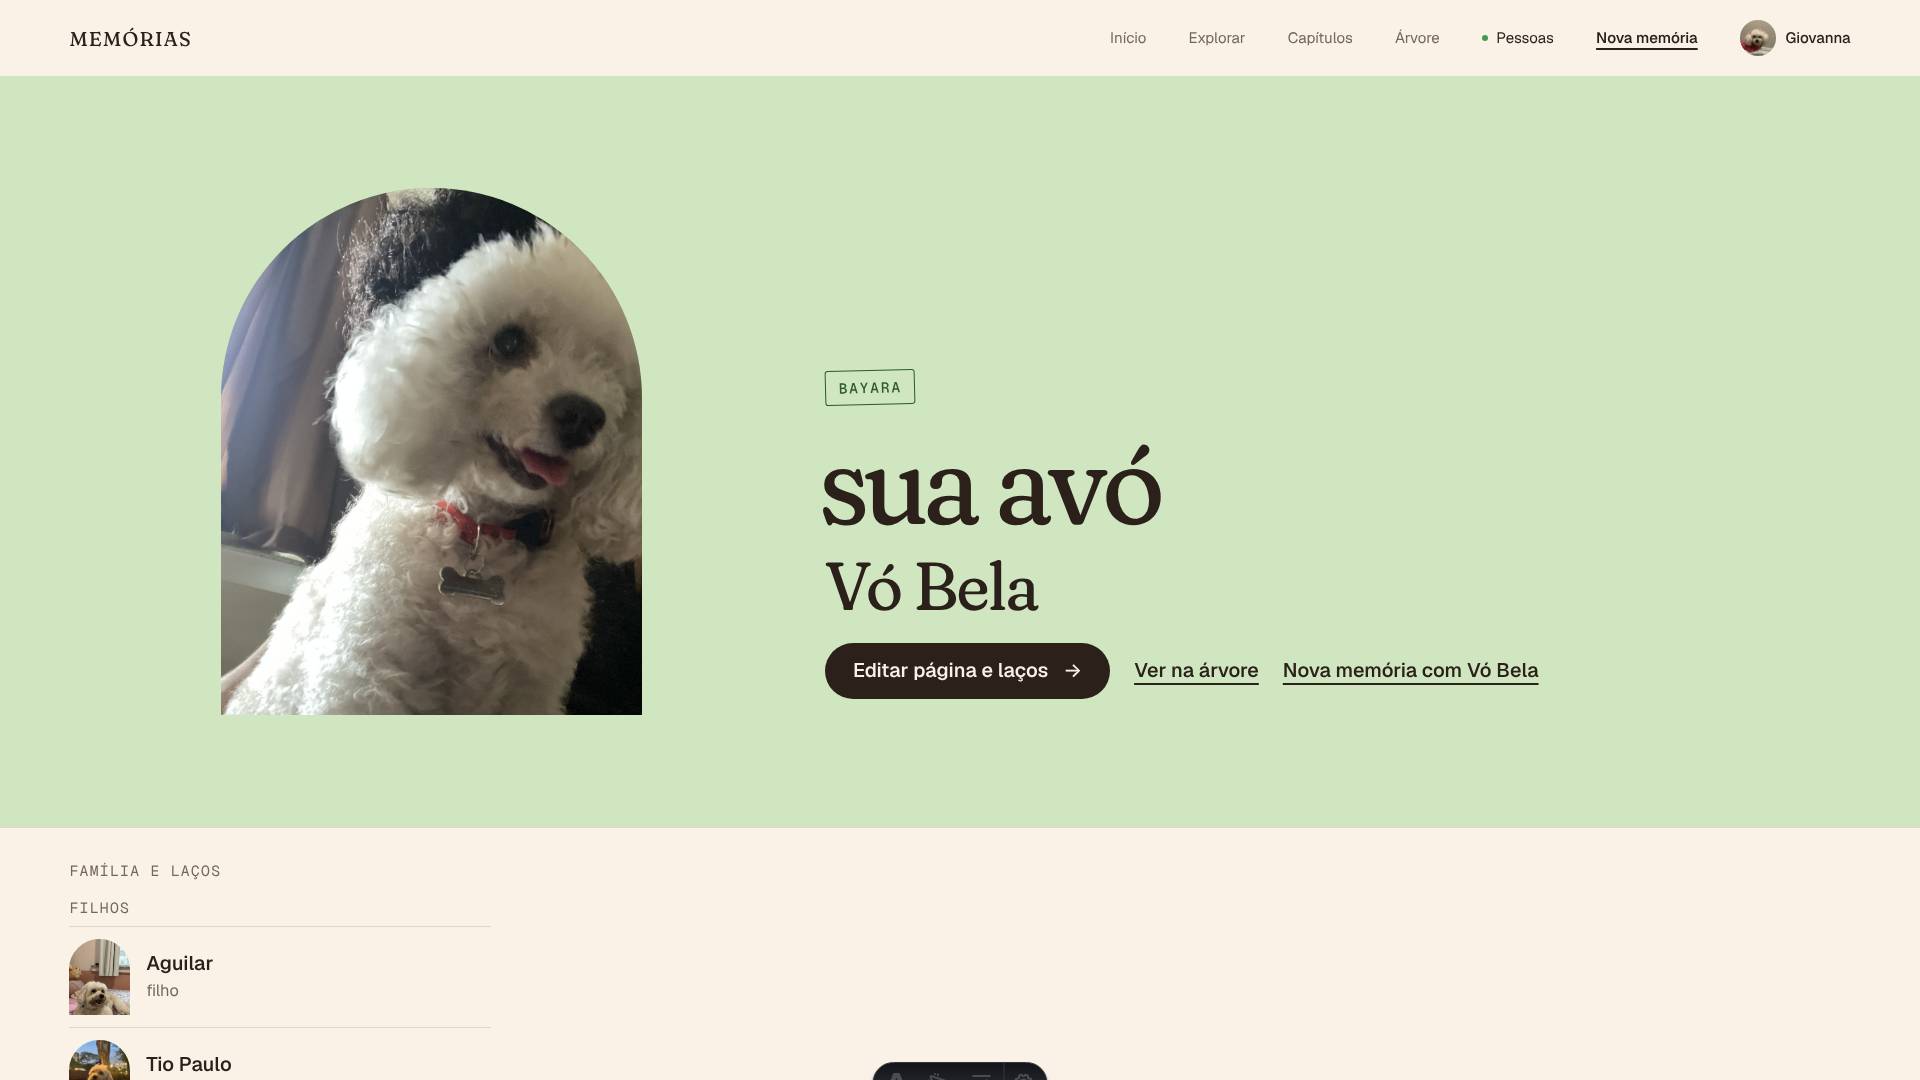 MEMÓRIAS
Início
Explorar
Capítulos
Árvore
Pessoas
Nova memória
Giovanna
BAYARA
sua avó
Vó Bela
Editar página e laços →
Ver na árvore
Nova memória com Vó Bela
FAMÍLIA E LAÇOS
FILHOS
Aguilar
filho
Tio Paulo